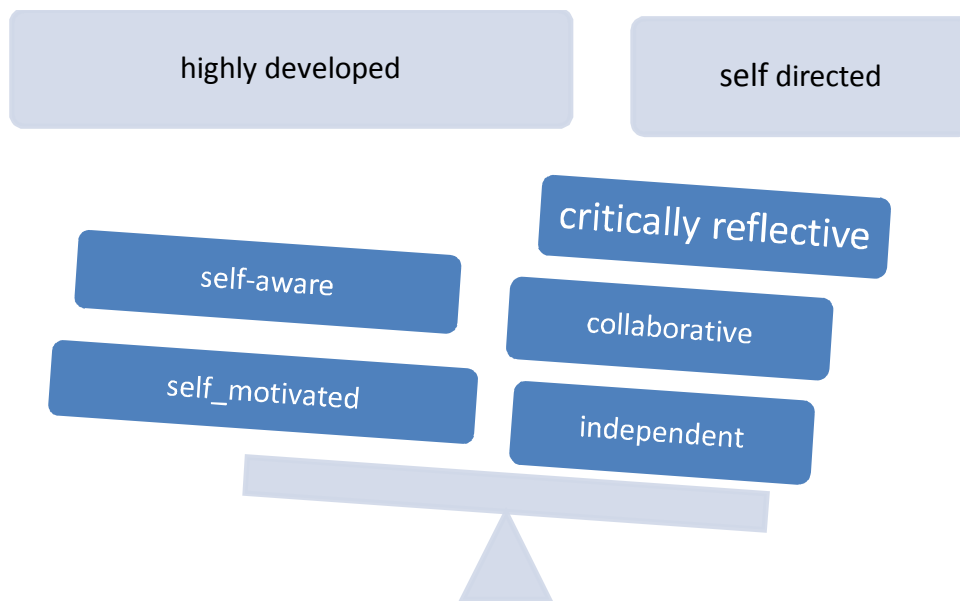 highly developed
self directed
critically reflective
self-aware
collaborative
self_motivated
independent